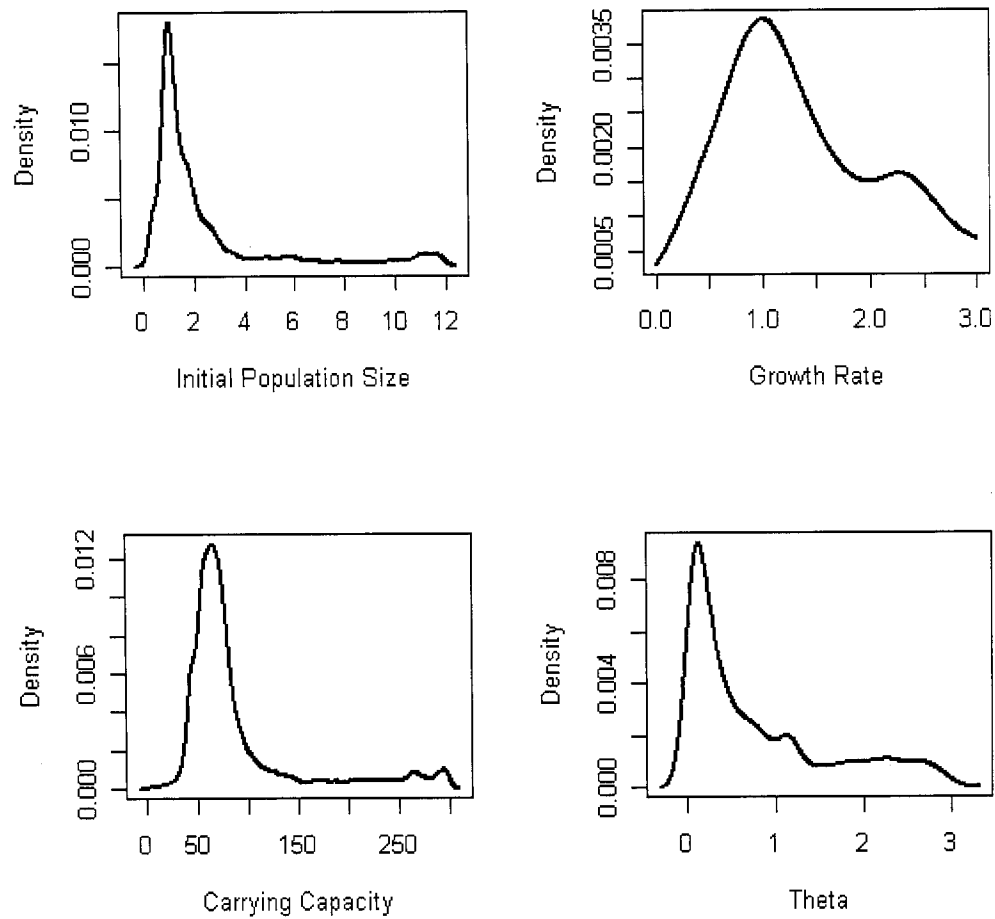 Density
0.000 0.010
0 2 4 6 8 10 12
Initial Population Size
Density
0.0005 0.0020 0.0035
0.0 1.0 2.0 3.0
Growth Rate
Density
0.000 0.006 0.012
0 50 150 250
Carrying Capacity
Density
0.000 0.004 0.008
0 1 2 3
Theta